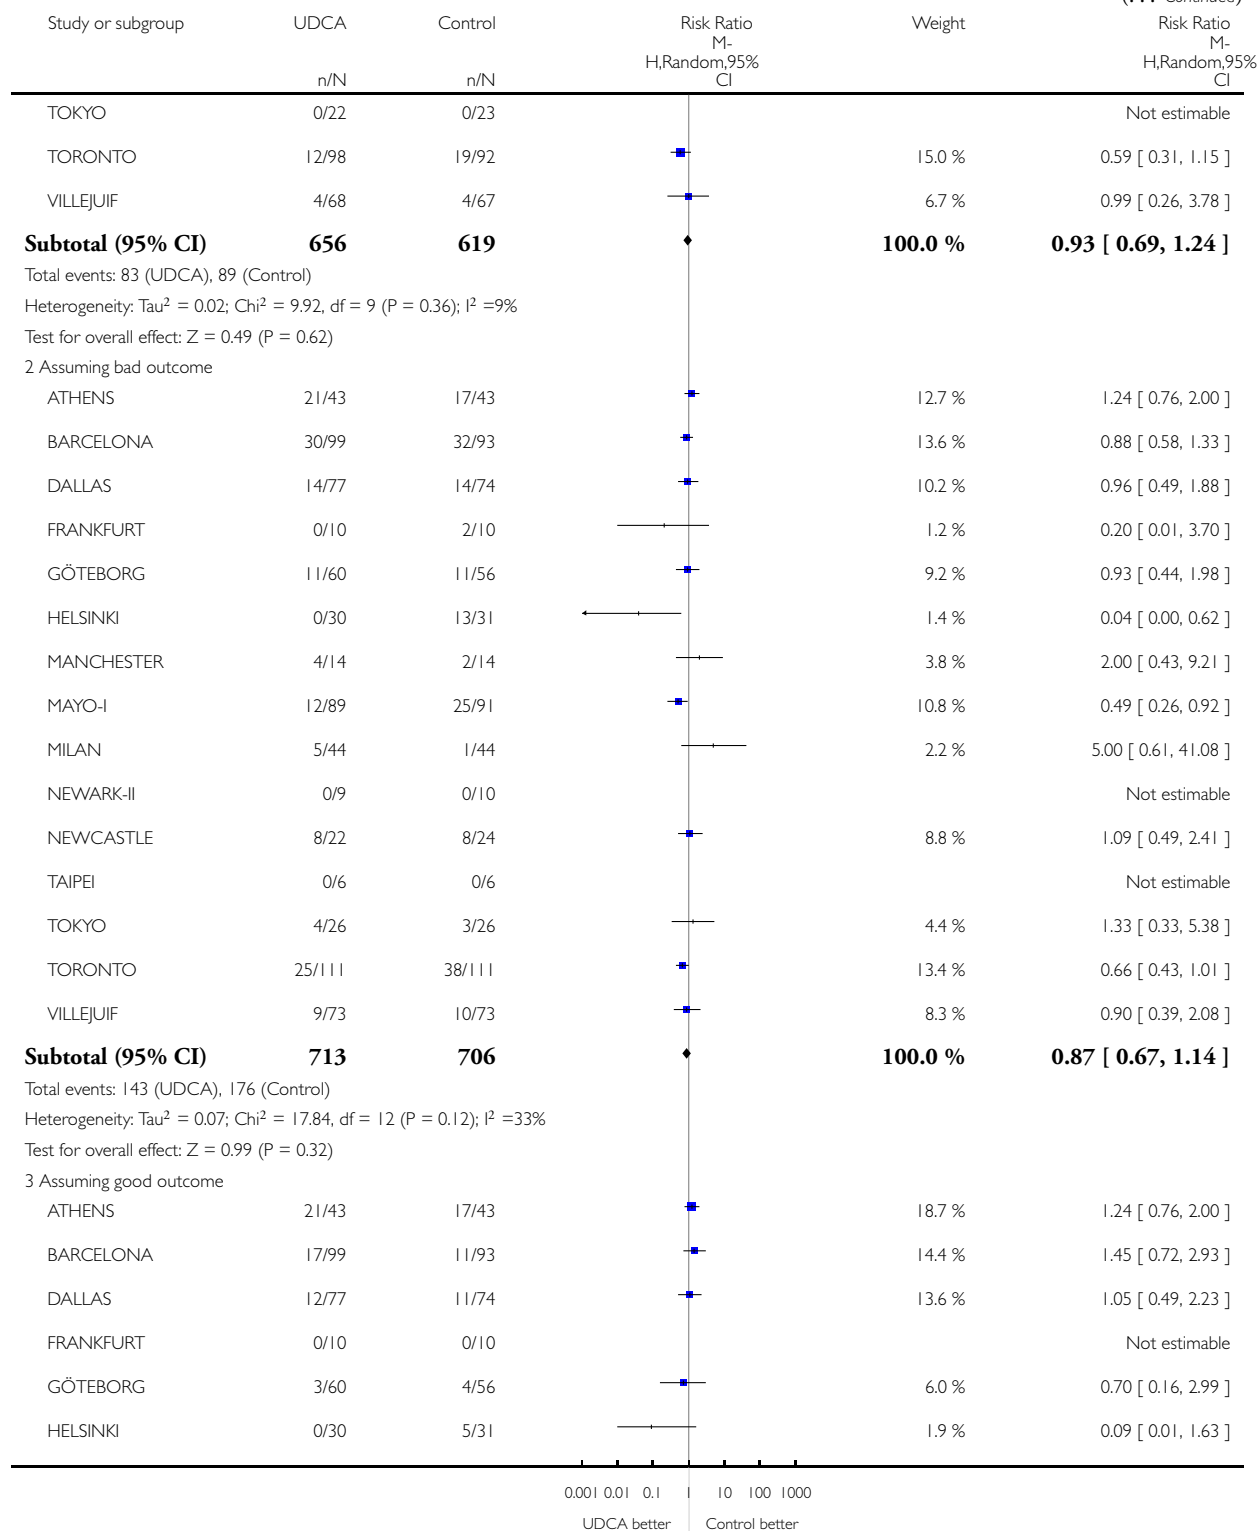 (... Continued)
Study or subgroup UDCA Control Risk Ratio Weight Risk Ratio
M- M-
H,Random,95% H,Random,95%
n/N n/N CI CI
TOKYO 0/22 0/23 Not estimable
TORONTO 12/98 19/92 15.0 % 0.59 [ 0.31, 1.15 ]
VILLEJUIF 4/68 4/67 6.7 % 0.99 [ 0.26, 3.78 ]
Subtotal (95% CI) 656 619 100.0 % 0.93 [ 0.69, 1.24 ]
Total events: 83 (UDCA), 89 (Control)
Heterogeneity: Tau² = 0.02; Chi² = 9.92, df = 9 (P = 0.36); I² =9%
Test for overall effect: Z = 0.49 (P = 0.62)
2 Assuming bad outcome
ATHENS 21/43 17/43 12.7 % 1.24 [ 0.76, 2.00 ]
BARCELONA 30/99 32/93 13.6 % 0.88 [ 0.58, 1.33 ]
DALLAS 14/77 14/74 10.2 % 0.96 [ 0.49, 1.88 ]
FRANKFURT 0/10 2/10 1.2 % 0.20 [ 0.01, 3.70 ]
GÖTEBORG 11/60 11/56 9.2 % 0.93 [ 0.44, 1.98 ]
HELSINKI 0/30 13/31 1.4 % 0.04 [ 0.00, 0.62 ]
MANCHESTER 4/14 2/14 3.8 % 2.00 [ 0.43, 9.21 ]
MAYO-I 12/89 25/91 10.8 % 0.49 [ 0.26, 0.92 ]
MILAN 5/44 1/44 2.2 % 5.00 [ 0.61, 41.08 ]
NEWARK-II 0/9 0/10 Not estimable
NEWCASTLE 8/22 8/24 8.8 % 1.09 [ 0.49, 2.41 ]
TAIPEI 0/6 0/6 Not estimable
TOKYO 4/26 3/26 4.4 % 1.33 [ 0.33, 5.38 ]
TORONTO 25/111 38/111 13.4 % 0.66 [ 0.43, 1.01 ]
VILLEJUIF 9/73 10/73 8.3 % 0.90 [ 0.39, 2.08 ]
Subtotal (95% CI) 713 706 100.0 % 0.87 [ 0.67, 1.14 ]
Total events: 143 (UDCA), 176 (Control)
Heterogeneity: Tau² = 0.07; Chi² = 17.84, df = 12 (P = 0.12); I² =33%
Test for overall effect: Z = 0.99 (P = 0.32)
3 Assuming good outcome
ATHENS 21/43 17/43 18.7 % 1.24 [ 0.76, 2.00 ]
BARCELONA 17/99 11/93 14.4 % 1.45 [ 0.72, 2.93 ]
DALLAS 12/77 11/74 13.6 % 1.05 [ 0.49, 2.23 ]
FRANKFURT 0/10 0/10 Not estimable
GÖTEBORG 3/60 4/56 6.0 % 0.70 [ 0.16, 2.99 ]
HELSINKI 0/30 5/31 1.9 % 0.09 [ 0.01, 1.63 ]
0.001 0.01 0.1 1 10 100 1000
UDCA better Control better